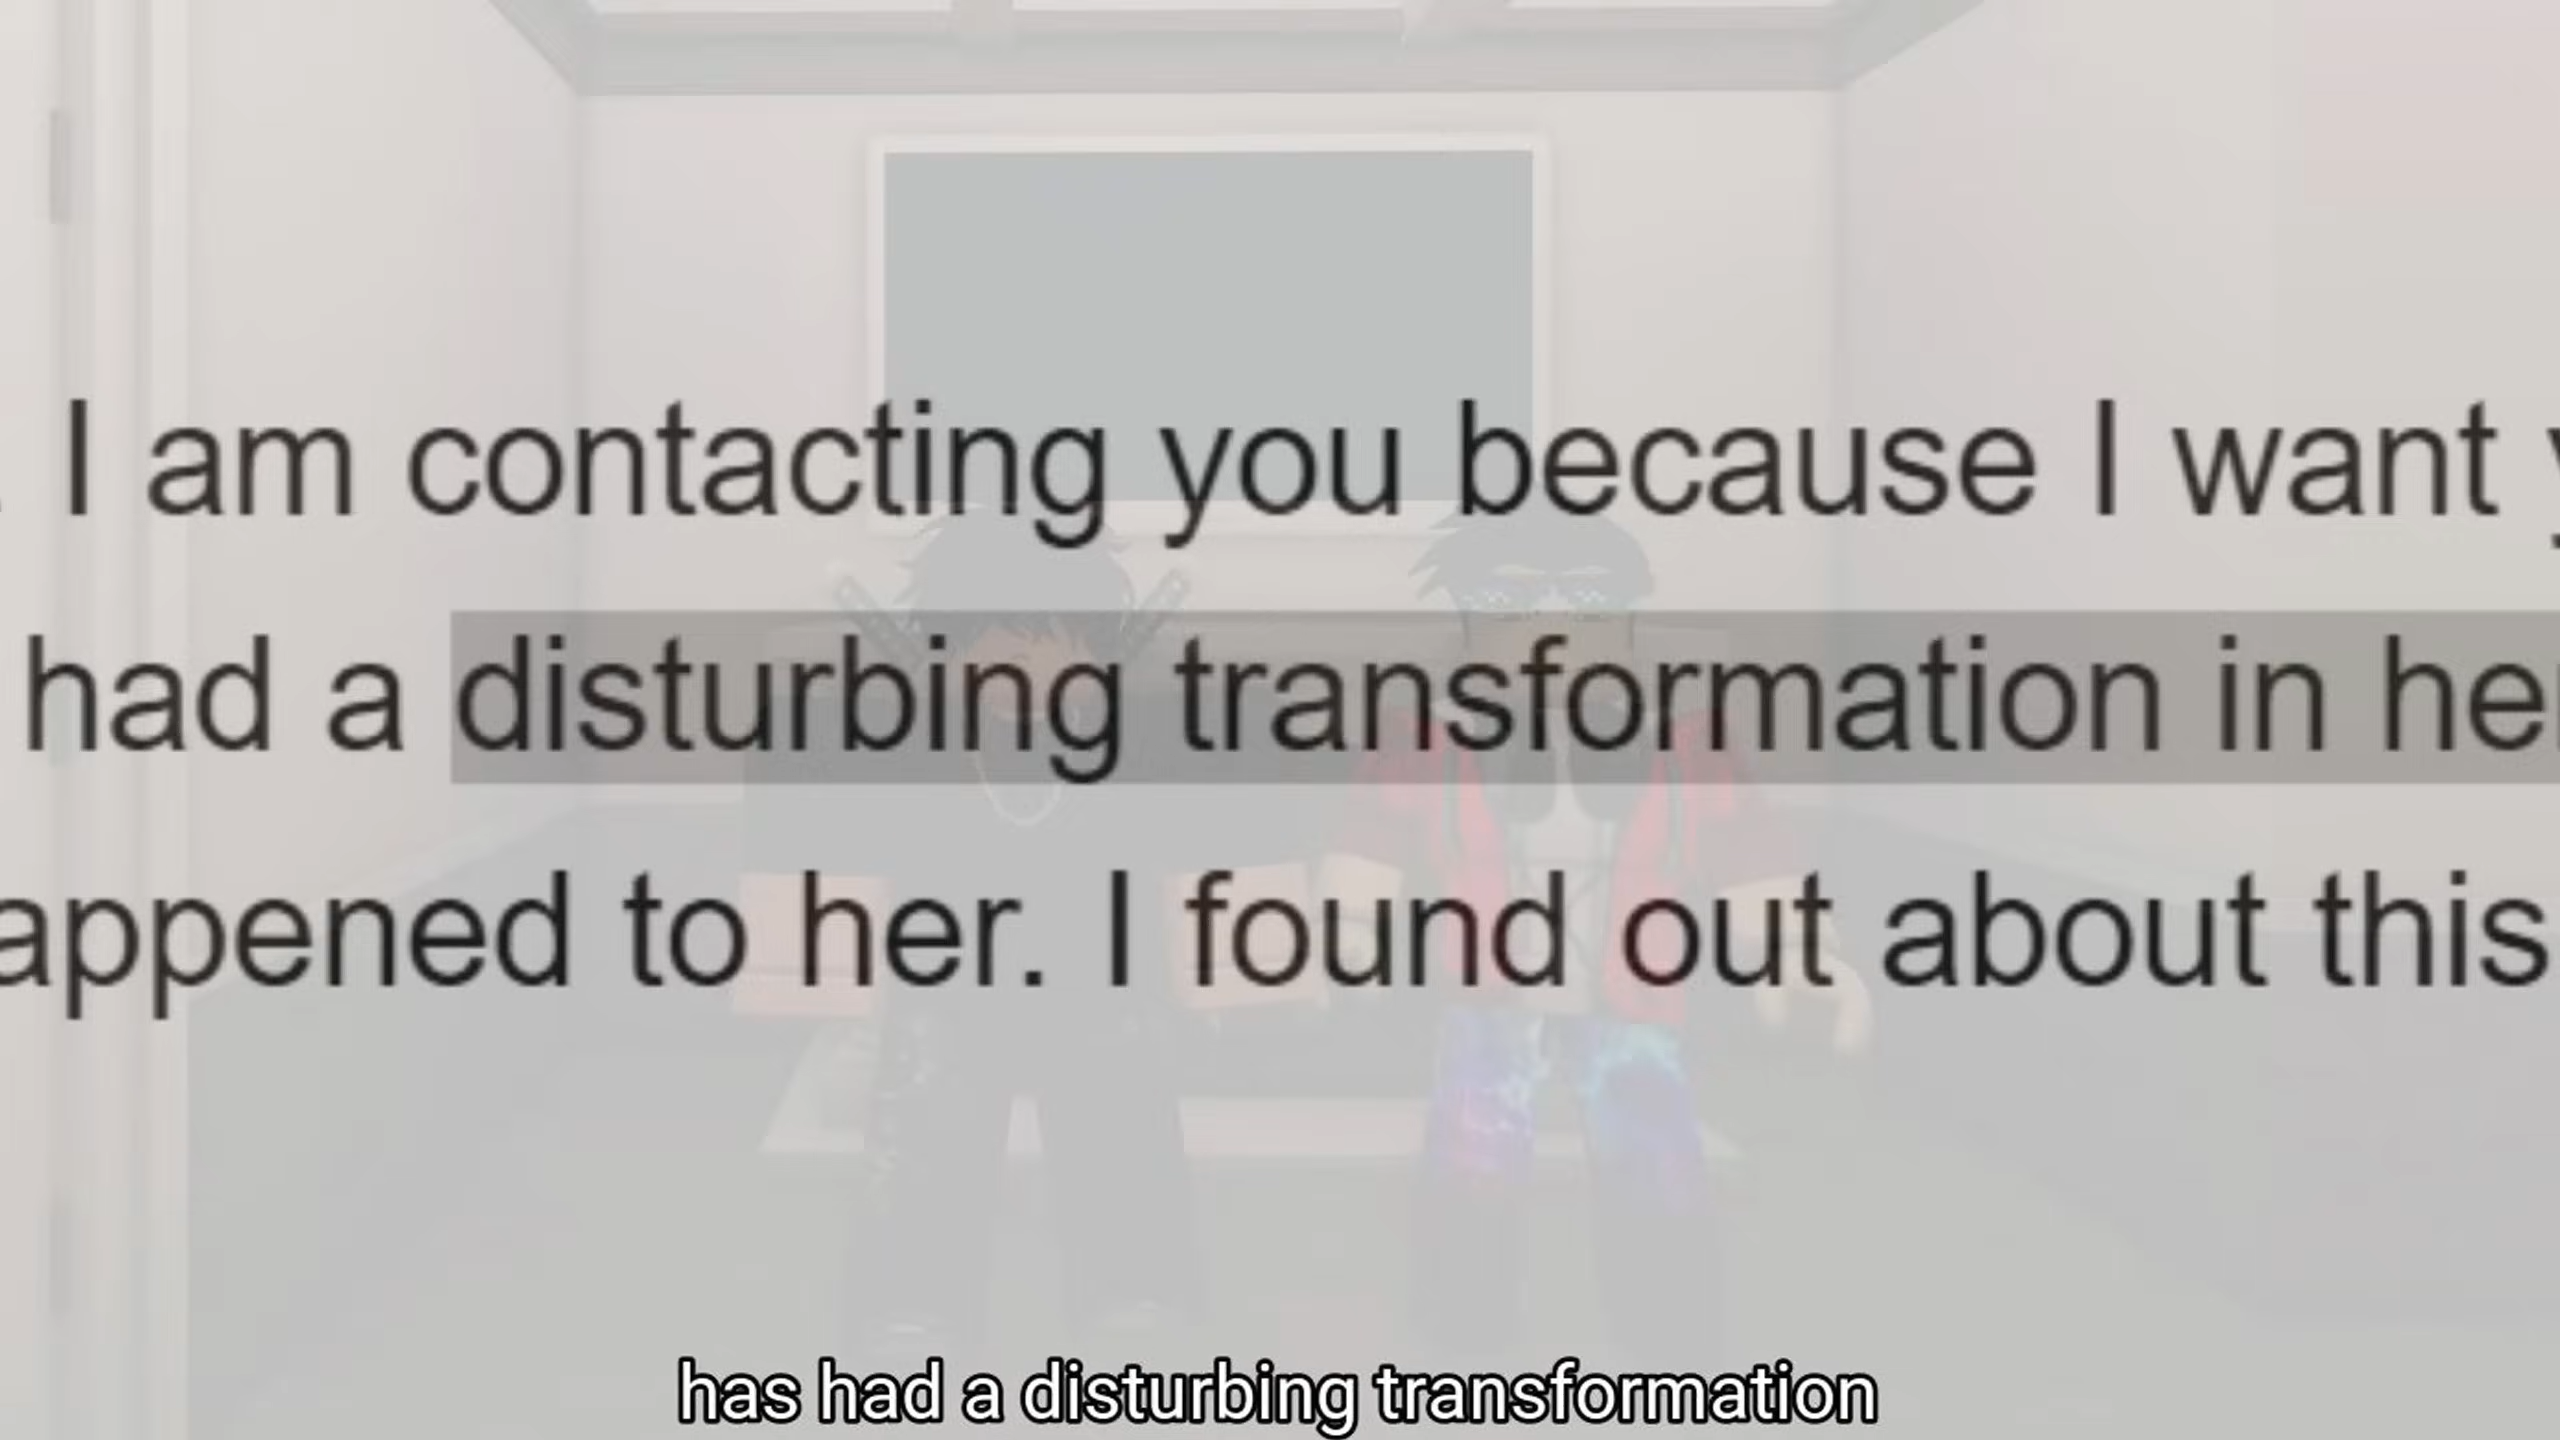 . I am contacting you because I want
had a disturbing transformation in her
appened to her. I found out about this
has had a disturbing transformation